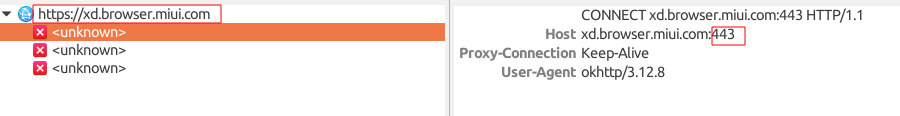 https://xd.browser.miui.com
<unknown>
<unknown>
<unknown>
CONNECT xd.browser.miui.com:443 HTTP/1.1
Host xd.browser.miui.com:443
Proxy-Connection Keep-Alive
User-Agent okhttp/3.12.8